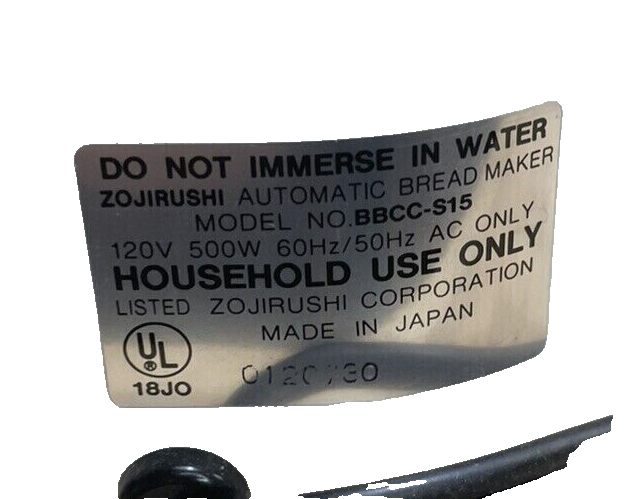 DO NOT IMMERSE IN WATER
ZOJIRUSHI AUTOMATIC BREAD MAKER
MODEL NO.BBCC-S15
120V 500W 60Hz/50Hz AC ONLY
HOUSEHOLD USE ONLY
LISTED ZOJIRUSHI CORPORATION
MADE IN JAPAN
UL®
18JO